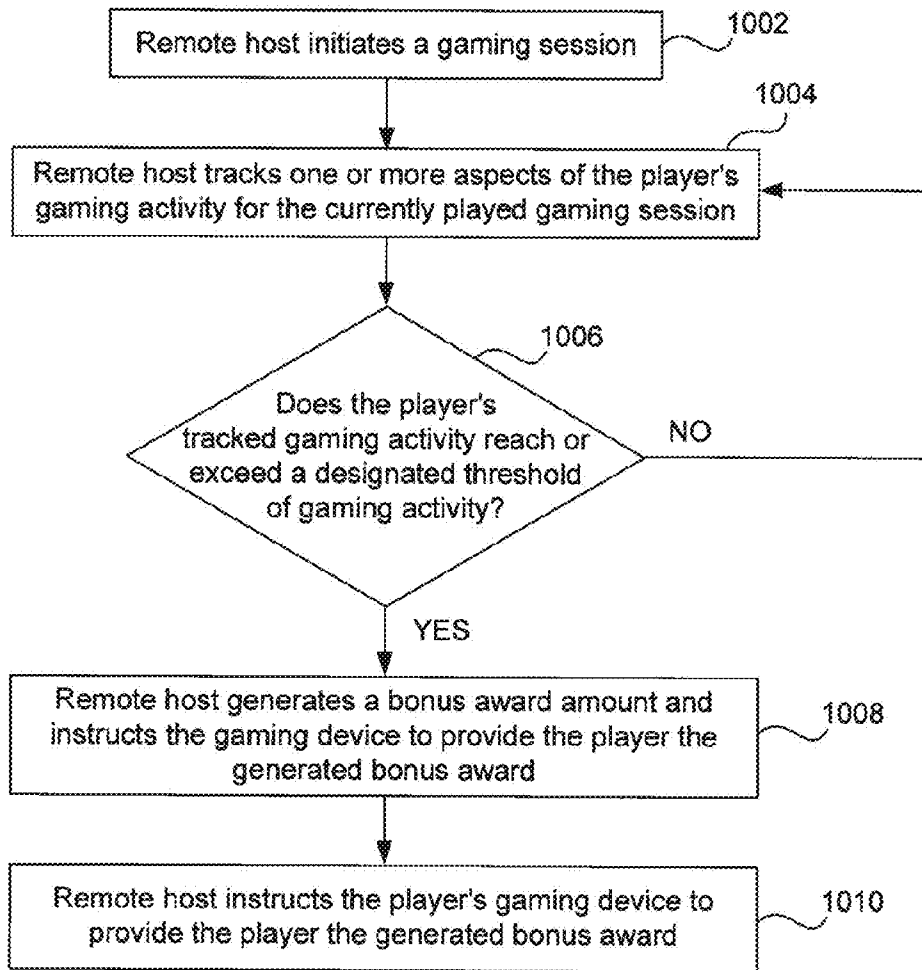 Remote host initiates a gaming session
1002
1004
Remote host tracks one or more aspects of the player's
gaming activity for the currently played gaming session
1006
Does the player's
tracked gaming activity reach or
exceed a designated threshold
of gaming activity?
NO
YES
Remote host generates a bonus award amount and
instructs the gaming device to provide the player the
generated bonus award
1008
Remote host instructs the player's gaming device to
provide the player the generated bonus award
1010